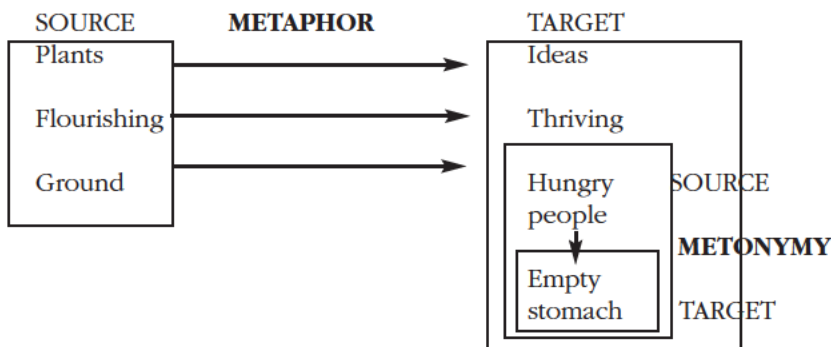 SOURCE METAPHOR TARGET
Plants Ideas
Flourishing Thriving
Ground Hungry SOURCE
people
METONYMY
Empty
stomach TARGET